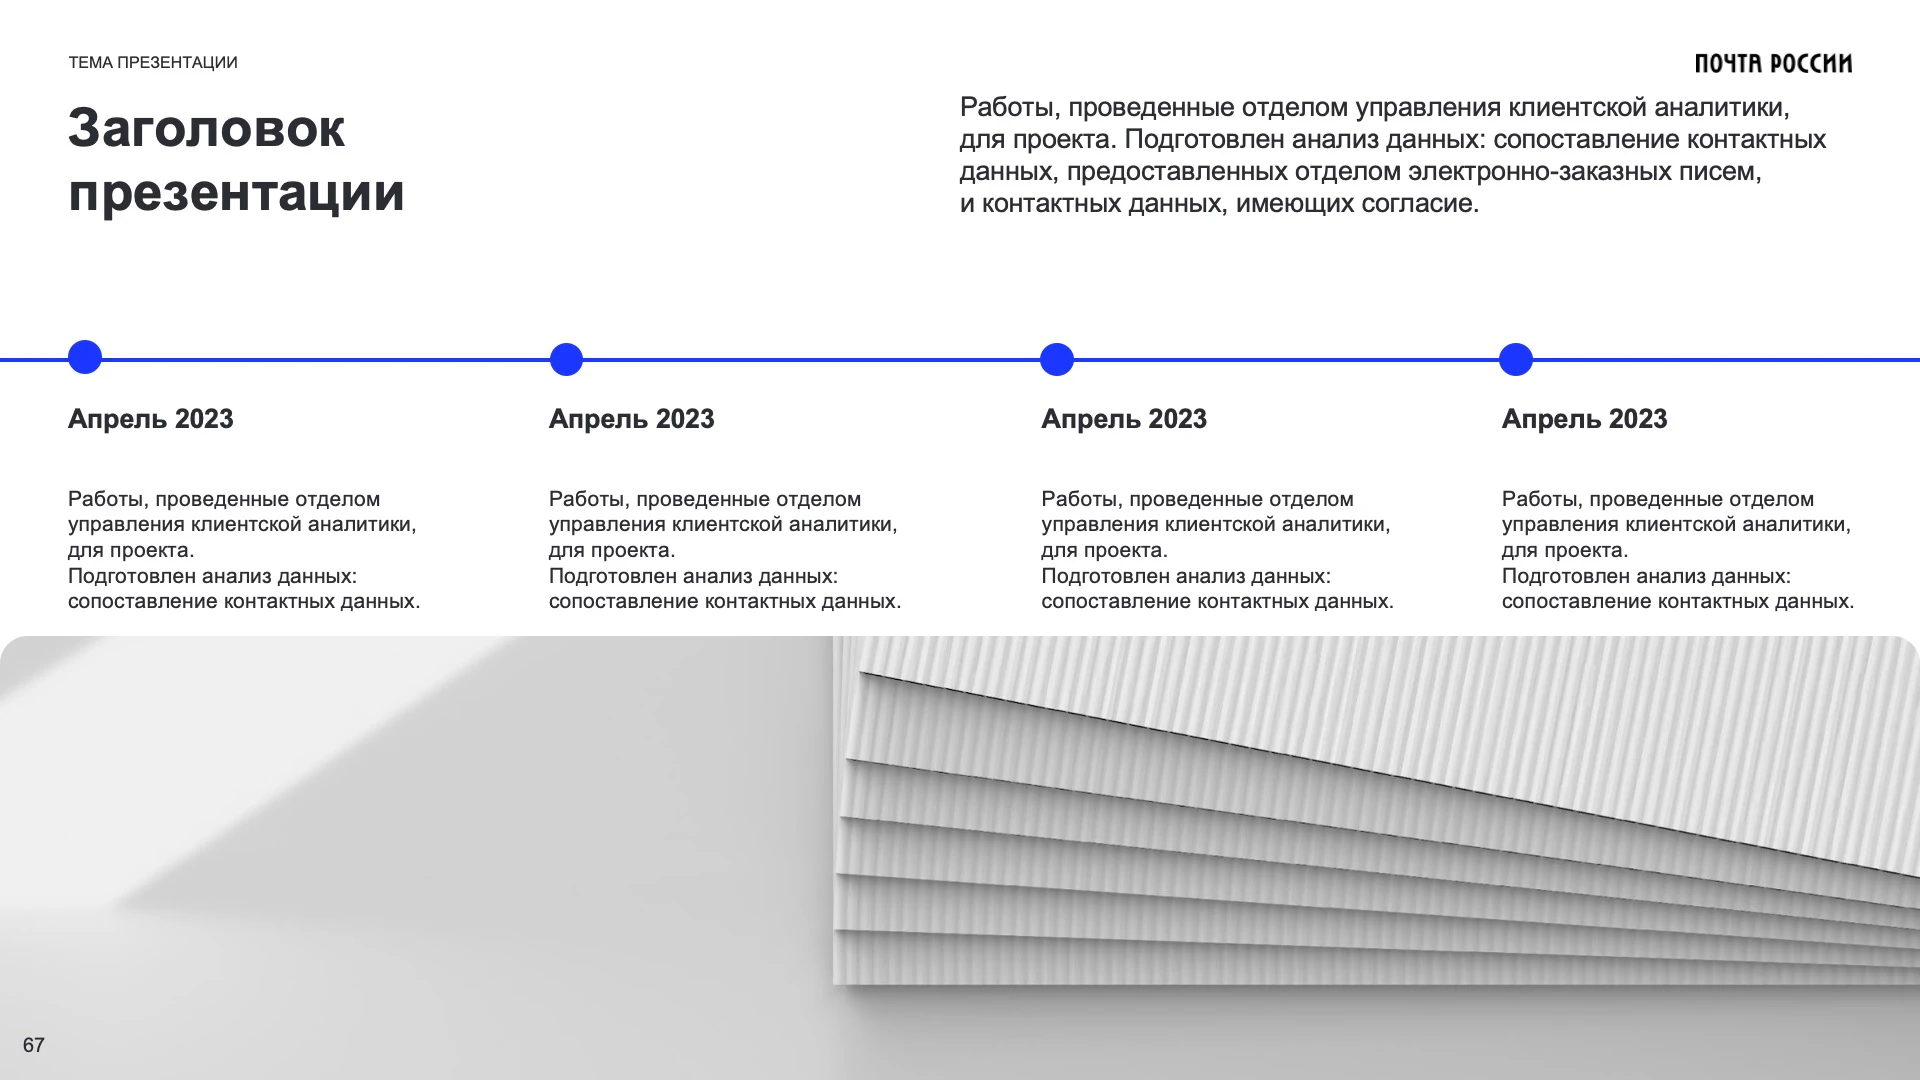 ТЕМА ПРЕЗЕНТАЦИИ
ПОЧТА РОССИИ
Заголовок
презентации
Работы, проведенные отделом управления клиентской аналитики,
для проекта. Подготовлен анализ данных: сопоставление контактных
данных, предоставленных отделом электронно-заказных писем,
и контактных данных, имеющих согласие.
Апрель 2023
Работы, проведенные отделом
управления клиентской аналитики,
для проекта.
Подготовлен анализ данных:
сопоставление контактных данных.
Апрель 2023
Работы, проведенные отделом
управления клиентской аналитики,
для проекта.
Подготовлен анализ данных:
сопоставление контактных данных.
Апрель 2023
Работы, проведенные отделом
управления клиентской аналитики,
для проекта.
Подготовлен анализ данных:
сопоставление контактных данных.
Апрель 2023
Работы, проведенные отделом
управления клиентской аналитики,
для проекта.
Подготовлен анализ данных:
сопоставление контактных данных.
67